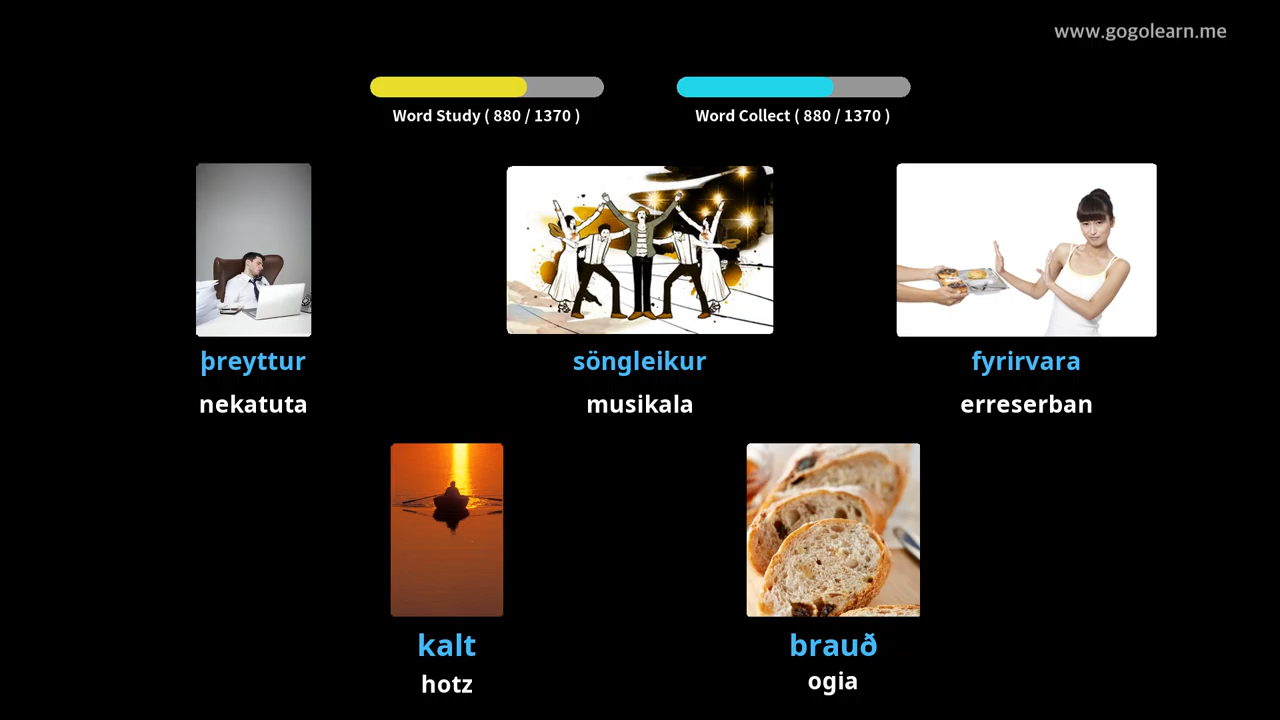 www.gogolearn.me
Word Study ( 880 / 1370 )
Word Collect ( 880 / 1370 )
þreyttur
söngleikur
fyrirvara
nekatuta
musikala
erreserban
kalt
brauð
hotz
ogia